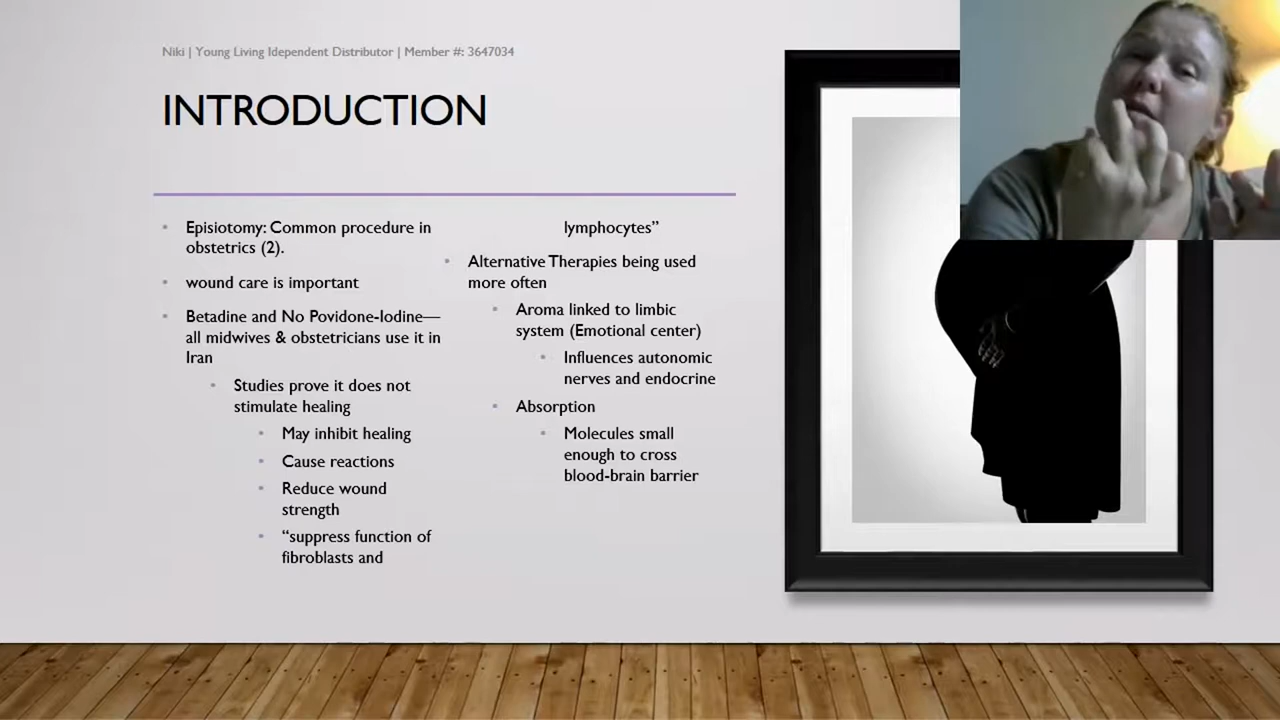 Niki | Young Living Idependent Distributor | Member #: 3647034
INTRODUCTION
• Episiotomy: Common procedure in
obstetrics (2).
• wound care is important
• Betadine and No Povidone-Iodine—
all midwives & obstetricians use it in
Iran
• Studies prove it does not
stimulate healing
• May inhibit healing
• Cause reactions
• Reduce wound
strength
• “suppress function of
fibroblasts and
lymphocytes”
• Alternative Therapies being used
more often
• Aroma linked to limbic
system (Emotional center)
• Influences autonomic
nerves and endocrine
• Absorption
• Molecules small
enough to cross
blood-brain barrier